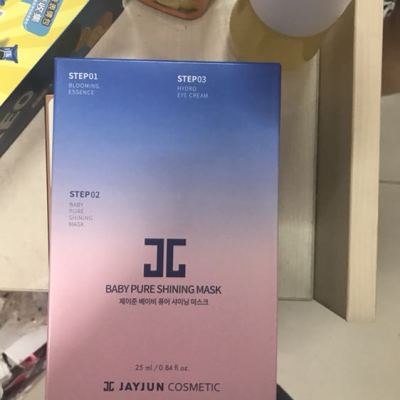 STEP01
BLOOMING
ESSENCE
STEP03
HYDRO
EYE CREAM
STEP02
BABY
PURE
SHINING
MASK
BABY PURE SHINING MASK
제이준 베이비 퓨어 샤이닝 마스크
25 ml / 0.84 fl. oz.
JAYJUN COSMETIC